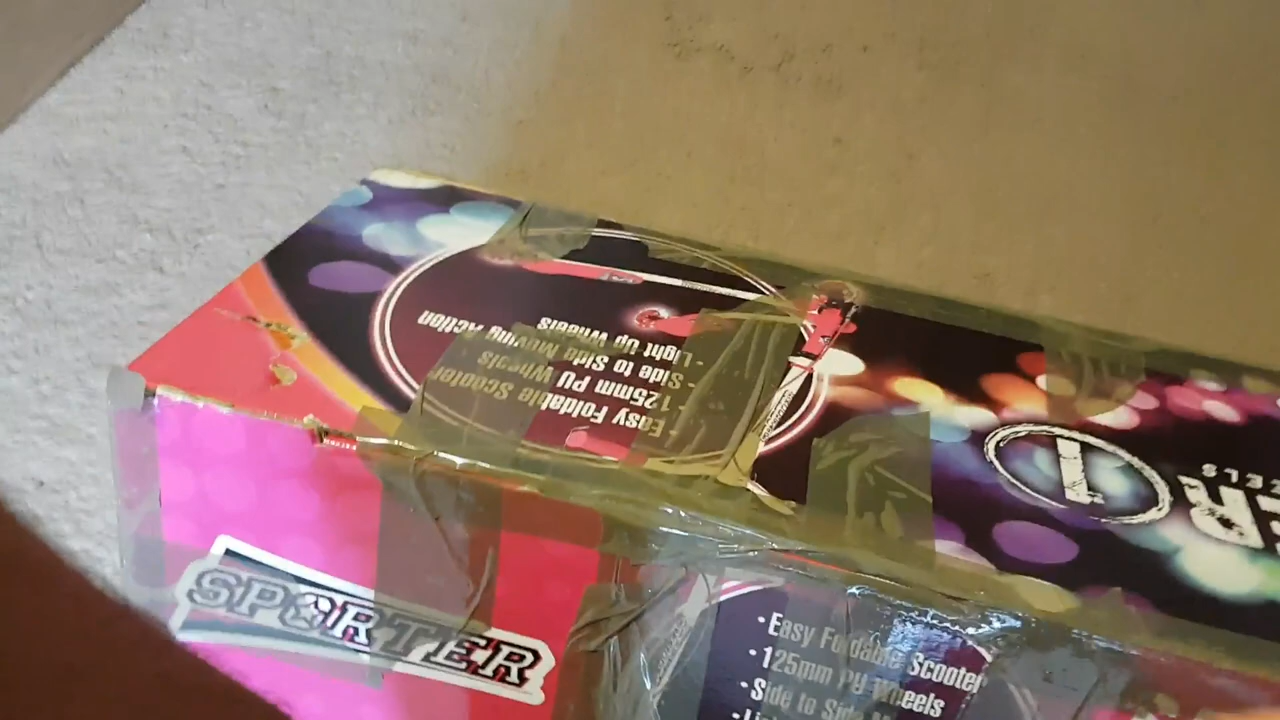 - Easy Foldable Scooter
- 125mm PU Wheels
- Side to Side Moving Action
- Light Up Wheels
1
SPORTER
• Easy Foldable Scooter
• 125mm PU Wheels
• Side to Side